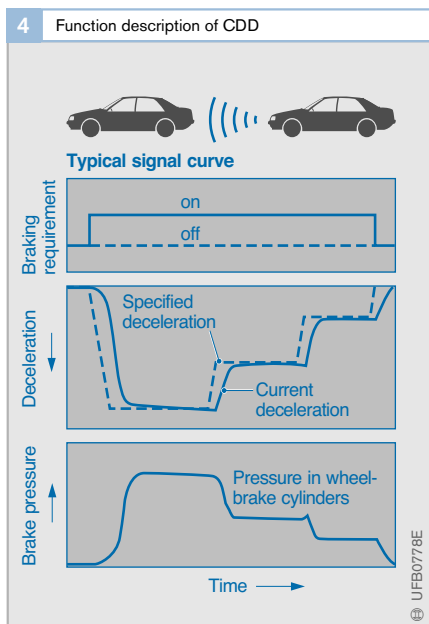 4 Function description of CDD
Typical signal curve
Braking
requirement
on
off
Deceleration
Specified
deceleration
Current
deceleration
Brake pressure
Pressure in wheel-
brake cylinders
Time
UFB0778E